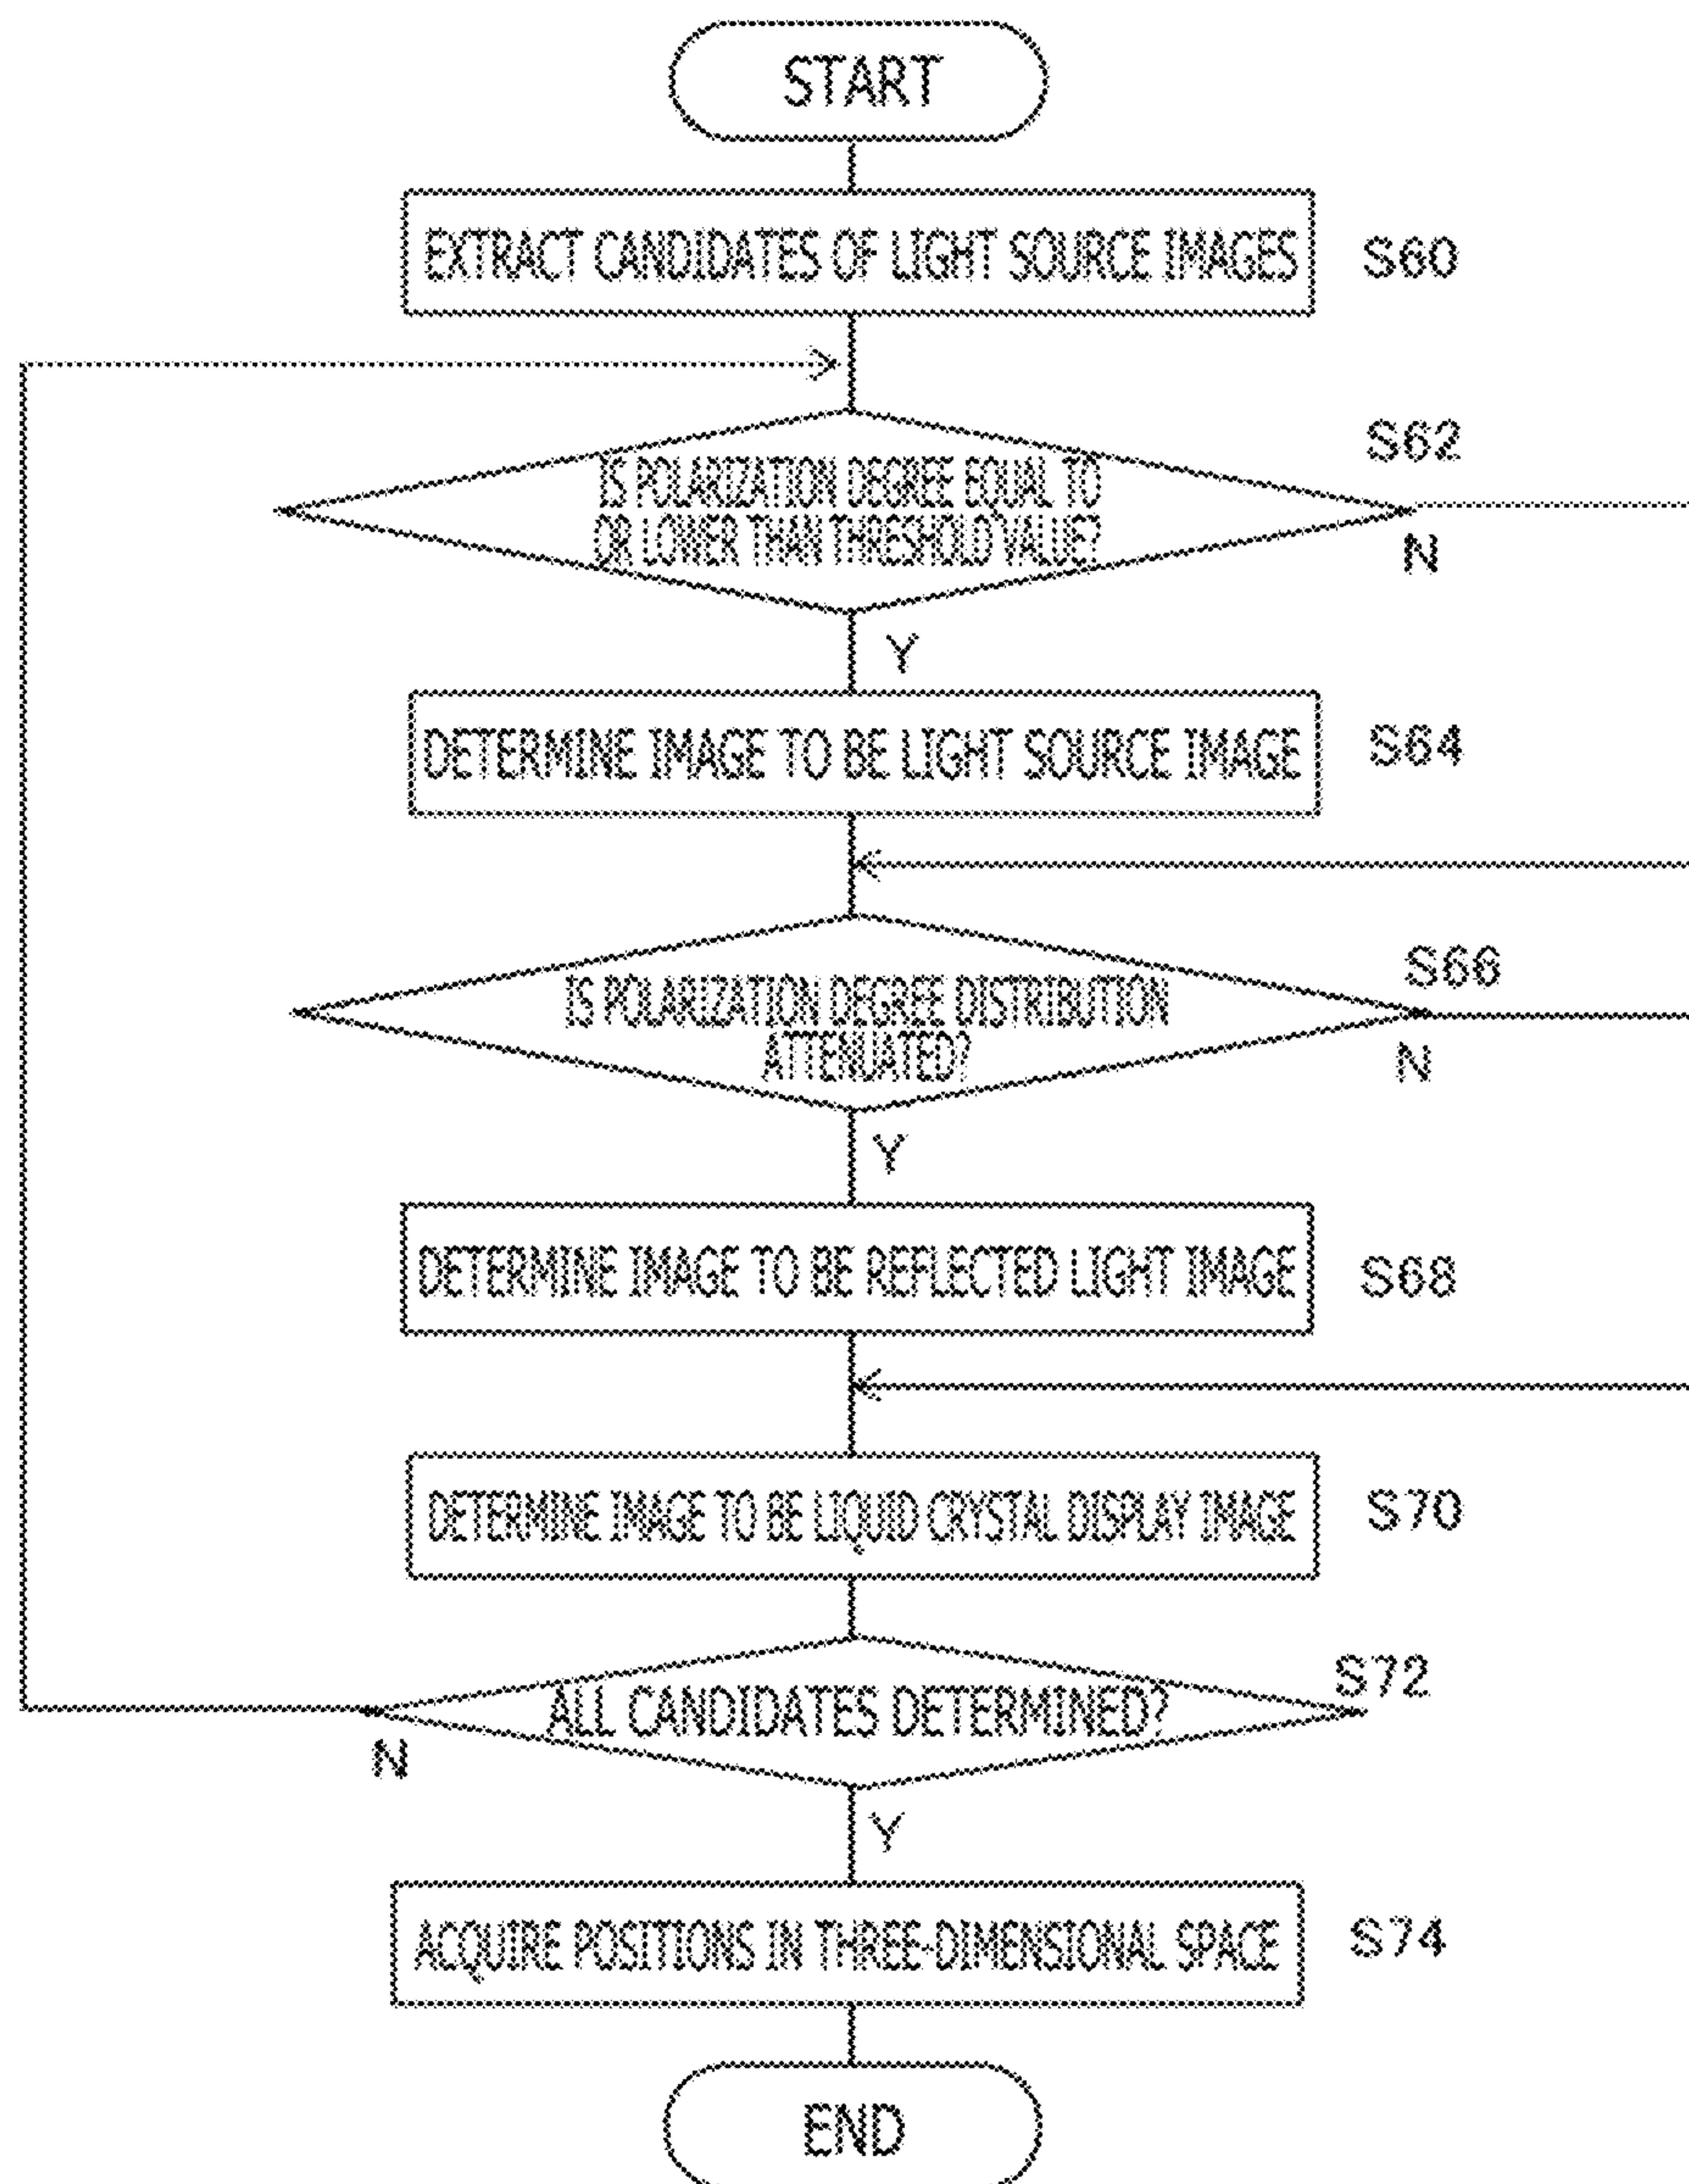 START
EXTRACT CANDIDATES OF LIGHT SOURCE IMAGES
S60
S62
IS POLARIZATION DEGREE EQUAL TO
OR LOWER THAN THRESHOLD VALUE?
N
Y
DETERMINE IMAGE TO BE LIGHT SOURCE IMAGE
S64
S66
IS POLARIZATION DEGREE DISTRIBUTION
ATTENUATED?
N
Y
DETERMINE IMAGE TO BE REFLECTED LIGHT IMAGE
S68
DETERMINE IMAGE TO BE LIQUID CRYSTAL DISPLAY IMAGE
S70
S72
ALL CANDIDATES DETERMINED?
N
Y
ACQUIRE POSITIONS IN THREE-DIMENSIONAL SPACE
S74
END